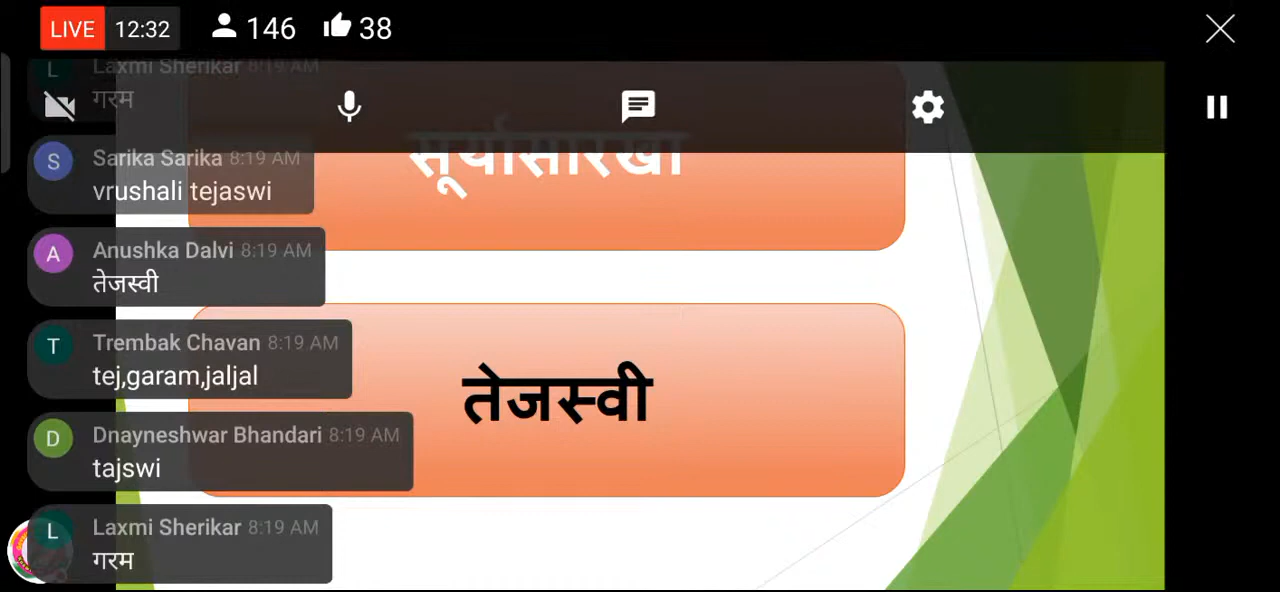 LIVE 12:32 146 38
Laxmi Sherikar 8:19 AM
गरम
सूर्यासारखा
Sarika Sarika 8:19 AM
vrushali tejaswi
Anushka Dalvi 8:19 AM
तेजस्वी
Trembak Chavan 8:19 AM
tej,garam,jaljal
तेजस्वी
Dnayneshwar Bhandari 8:19 AM
tajswi
Laxmi Sherikar 8:19 AM
गरम